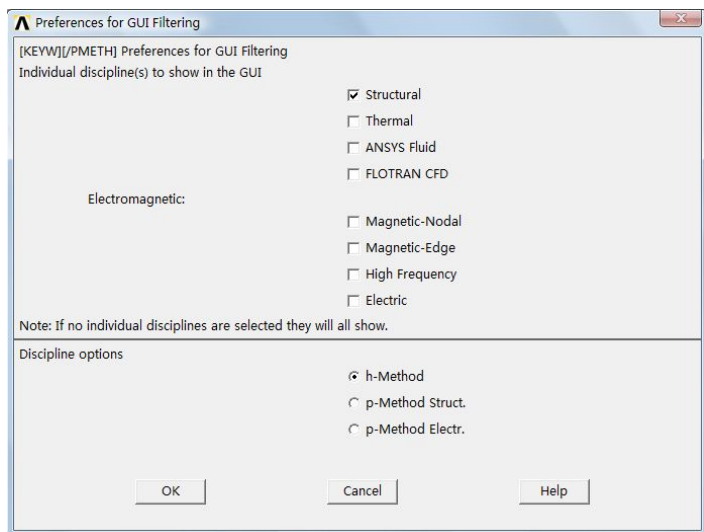 Preferences for GUI Filtering
[KEYW][/PMETH] Preferences for GUI Filtering
Individual discipline(s) to show in the GUI
Structural
Thermal
ANSYS Fluid
FLOTRAN CFD
Electromagnetic:
Magnetic-Nodal
Magnetic-Edge
High Frequency
Electric
Note: If no individual disciplines are selected they will all show.
Discipline options
h-Method
p-Method Struct.
p-Method Electr.
OK Cancel Help